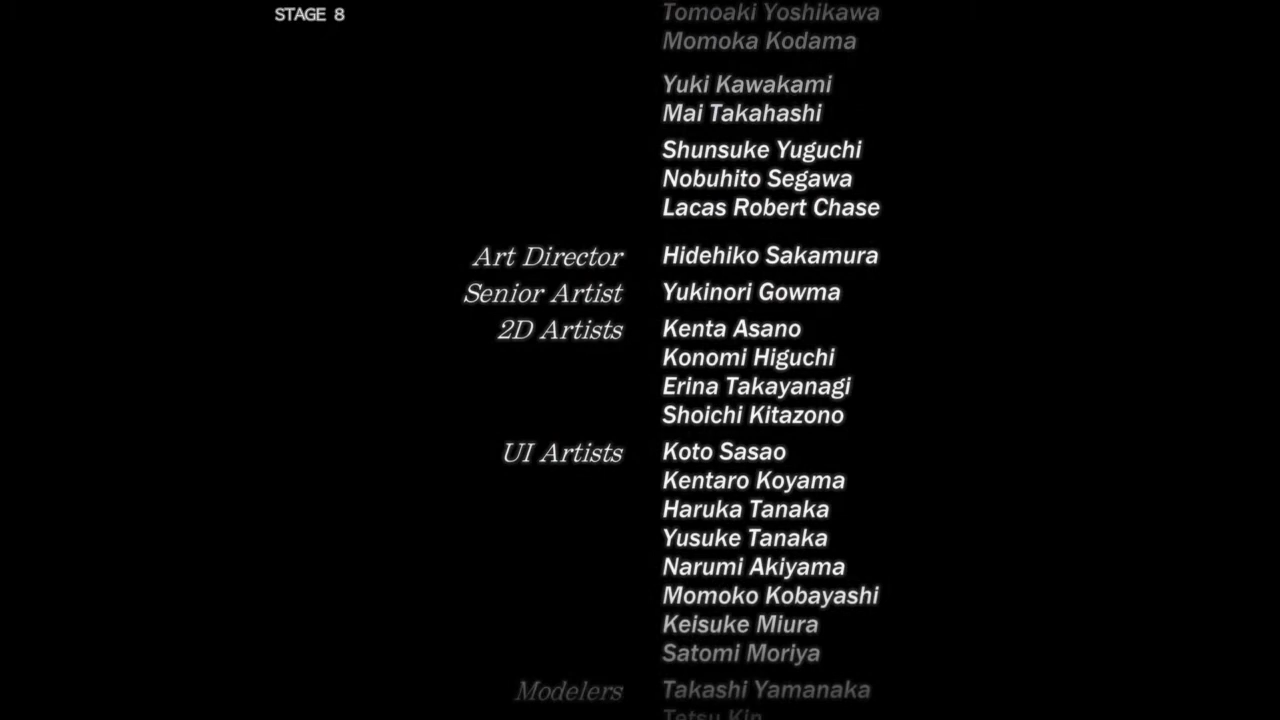 STAGE 8
Tomoaki Yoshikawa
Momoka Kodama
Yuki Kawakami
Mai Takahashi
Shunsuke Yuguchi
Nobuhito Segawa
Lacas Robert Chase
Art Director Hidehiko Sakamura
Senior Artist Yukinori Gowma
2D Artists Kenta Asano
Konomi Higuchi
Erina Takayanagi
Shoichi Kitazono
UI Artists Koto Sasao
Kentaro Koyama
Haruka Tanaka
Yusuke Tanaka
Narumi Akiyama
Momoko Kobayashi
Keisuke Miura
Satomi Moriya
Modelers Takashi Yamanaka
Tetsu Kin